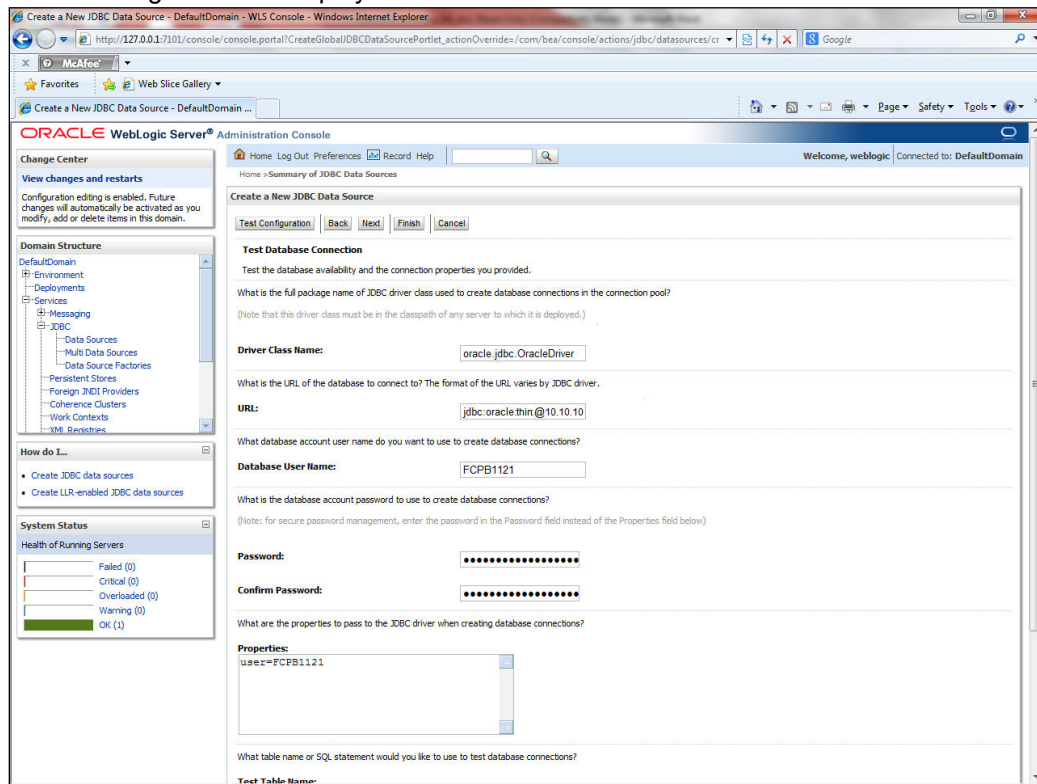 Create a New JDBC Data Source - DefaultDomain - WLS Console - Windows Internet Explorer
http://127.0.0.1:7101/console/console.portal?CreateGlobalJDBCDataSourcePortlet_actionOverride=/com/bea/console/actions/jdbc/datasources/cr
Google
x McAfee
Favorites Web Slice Gallery
Create a New JDBC Data Source - DefaultDomain ...
Page Safety Tools
ORACLE WebLogic Server® Administration Console
Change Center
View changes and restarts
Configuration editing is enabled. Future
changes will automatically be activated as you
modify, add or delete items in this domain.
Domain Structure
DefaultDomain
Environment
Deployments
Services
Messaging
JDBC
Data Sources
Multi Data Sources
Data Source Factories
Persistent Stores
Foreign JNDI Providers
Coherence Clusters
Work Contexts
XML Registries
How do I...
Create JDBC data sources
Create LLR-enabled JDBC data sources
System Status
Health of Running Servers
Failed (0)
Critical (0)
Overloaded (0)
Warning (0)
OK (1)
Home Log Out Preferences Record Help
Welcome, weblogic Connected to: DefaultDomain
Home >Summary of JDBC Data Sources
Create a New JDBC Data Source
Test Configuration Back Next Finish Cancel
Test Database Connection
Test the database availability and the connection properties you provided.
What is the full package name of JDBC driver class used to create database connections in the connection pool?
(Note that this driver class must be in the classpath of any server to which it is deployed.)
Driver Class Name: oracle.jdbc.OracleDriver
What is the URL of the database to connect to? The format of the URL varies by JDBC driver.
URL: jdbc:oracle:thin:@10.10.10
What database account user name do you want to use to create database connections?
Database User Name: FCPB1121
What is the database account password to use to create database connections?
(Note: for secure password management, enter the password in the Password field instead of the Properties field below)
Password: ●●●●●●●●●●●●●●●●●●
Confirm Password: ●●●●●●●●●●●●●●●●●●
What are the properties to pass to the JDBC driver when creating database connections?
Properties:
user=FCPB1121
What table name or SQL statement would you like to use to test database connections?
Test Table Name: